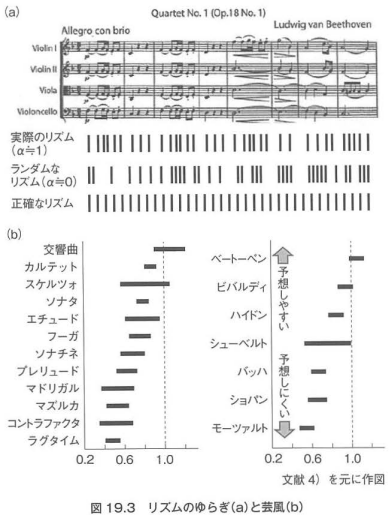 (a)
Quartet No. 1 (Op.18 No. 1)
Allegro con brio
Ludwig van Beethoven
Violin I
Violin II
Viola
Violoncello
実際のリズム
(α≒1)
ランダムな
リズム(α≒0)
正確なリズム
(b)
交響曲
カルテット
スケルツォ
ソナタ
エチュード
フーガ
ソナチネ
プレリュード
マドリガル
マズルカ
コントラファクタ
ラグタイム
0.2 0.6 1.0
ベートーベン
ビバルディ
ハイドン
シューベルト
バッハ
ショパン
モーツァルト
予想しやすい
予想しにくい
0.2 0.6 1.0
文献 4) を元に作図
図 19.3 リズムのゆらぎ(a)と芸風(b)